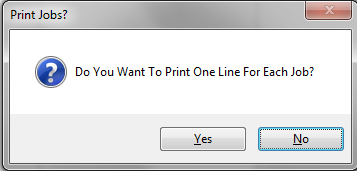 Print Jobs?
Do You Want To Print One Line For Each Job?
Yes
No